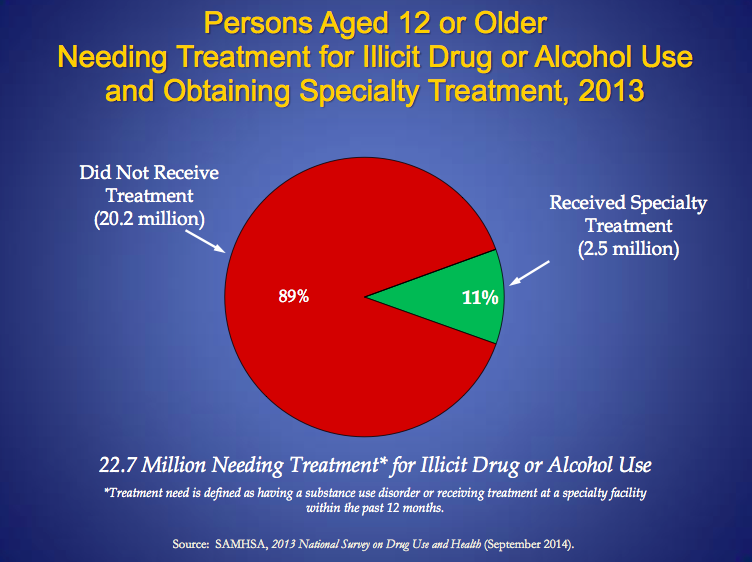 Persons Aged 12 or Older
Needing Treatment for Illicit Drug or Alcohol Use
and Obtaining Specialty Treatment, 2013
Did Not Receive
Treatment
(20.2 million)
Received Specialty
Treatment
(2.5 million)
89%
11%
22.7 Million Needing Treatment* for Illicit Drug or Alcohol Use
*Treatment need is defined as having a substance use disorder or receiving treatment at a specialty facility
within the past 12 months.
Source: SAMHSA, 2013 National Survey on Drug Use and Health (September 2014).